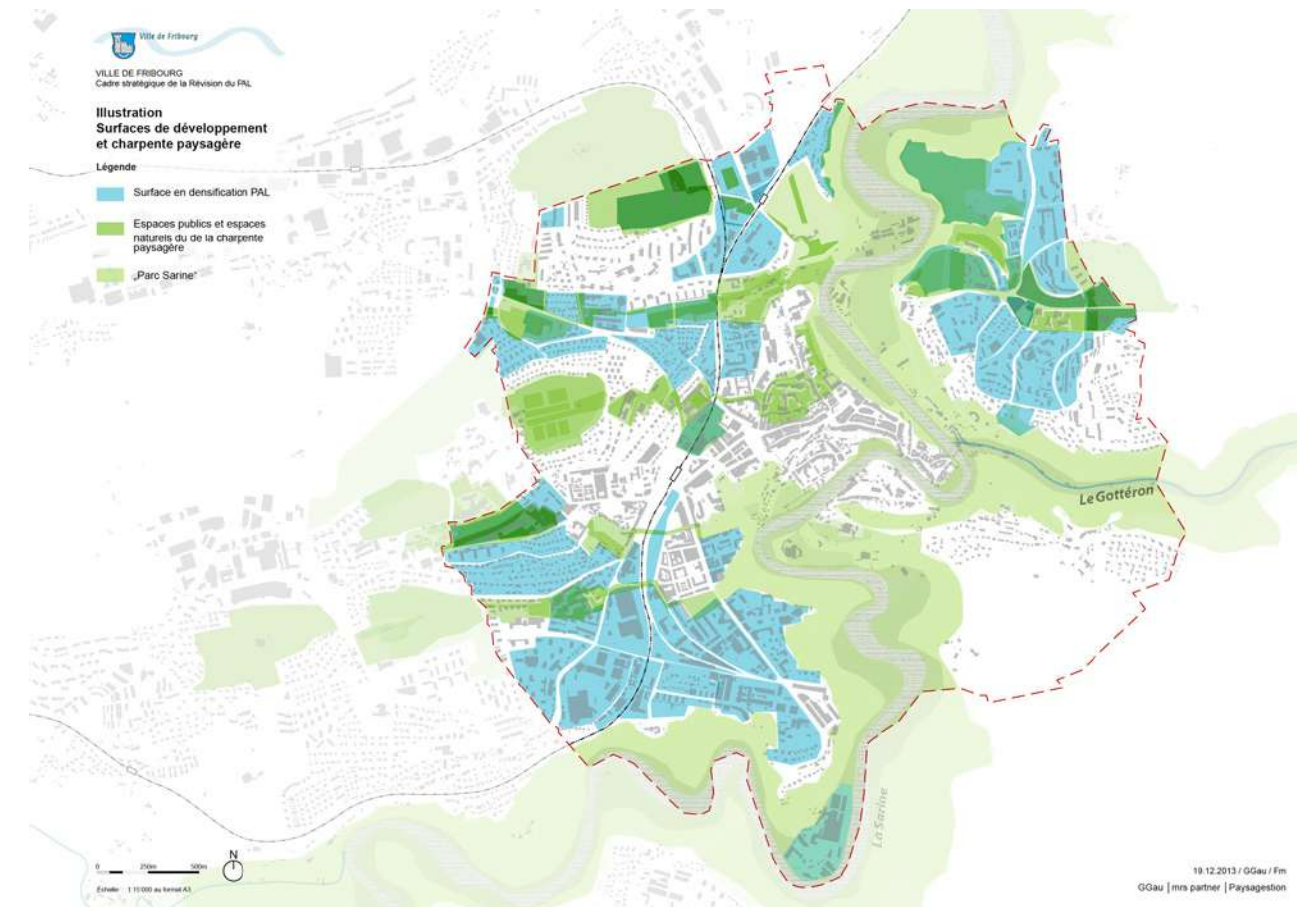 Ville de Fribourg
VILLE DE FRIBOURG
Cadre stratégique de la Révision du PAL
Illustration
Surfaces de développement
et charpente paysagère
Légende
Surface en densification PAL
Espaces publics et espaces
naturels du de la charpente
paysagère
„Parc Sarine"
Le Gottéron
La Sarine
0 250m 500m
N
Echelle : 1:10'000 au format A3
19.12.2013 / GGau / Fm
GGau | mrs partner | Paysagestion